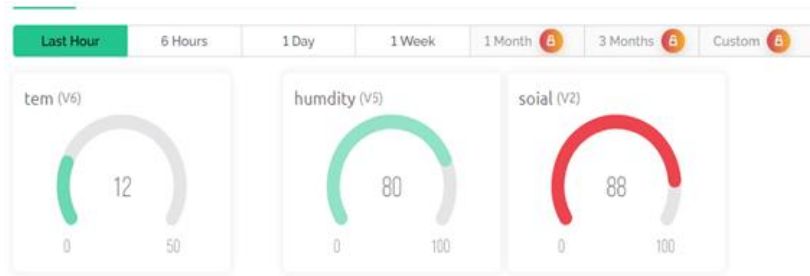 Last Hour 6 Hours 1 Day 1 Week 1 Month 3 Months Custom
tem (V6) humdity (V5) soial (V2)
12 80 88
0 50 0 100 0 100